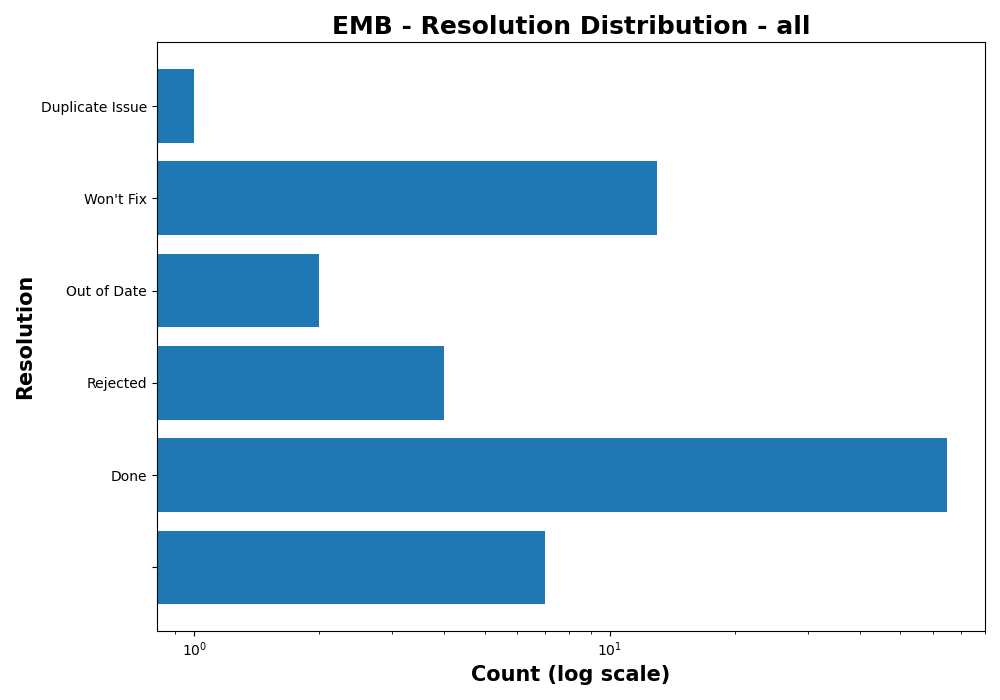 EMB - Resolution Distribution - all
Duplicate Issue
Won't Fix
Out of Date
Rejected
Done
Resolution
10⁰
10¹
Count (log scale)